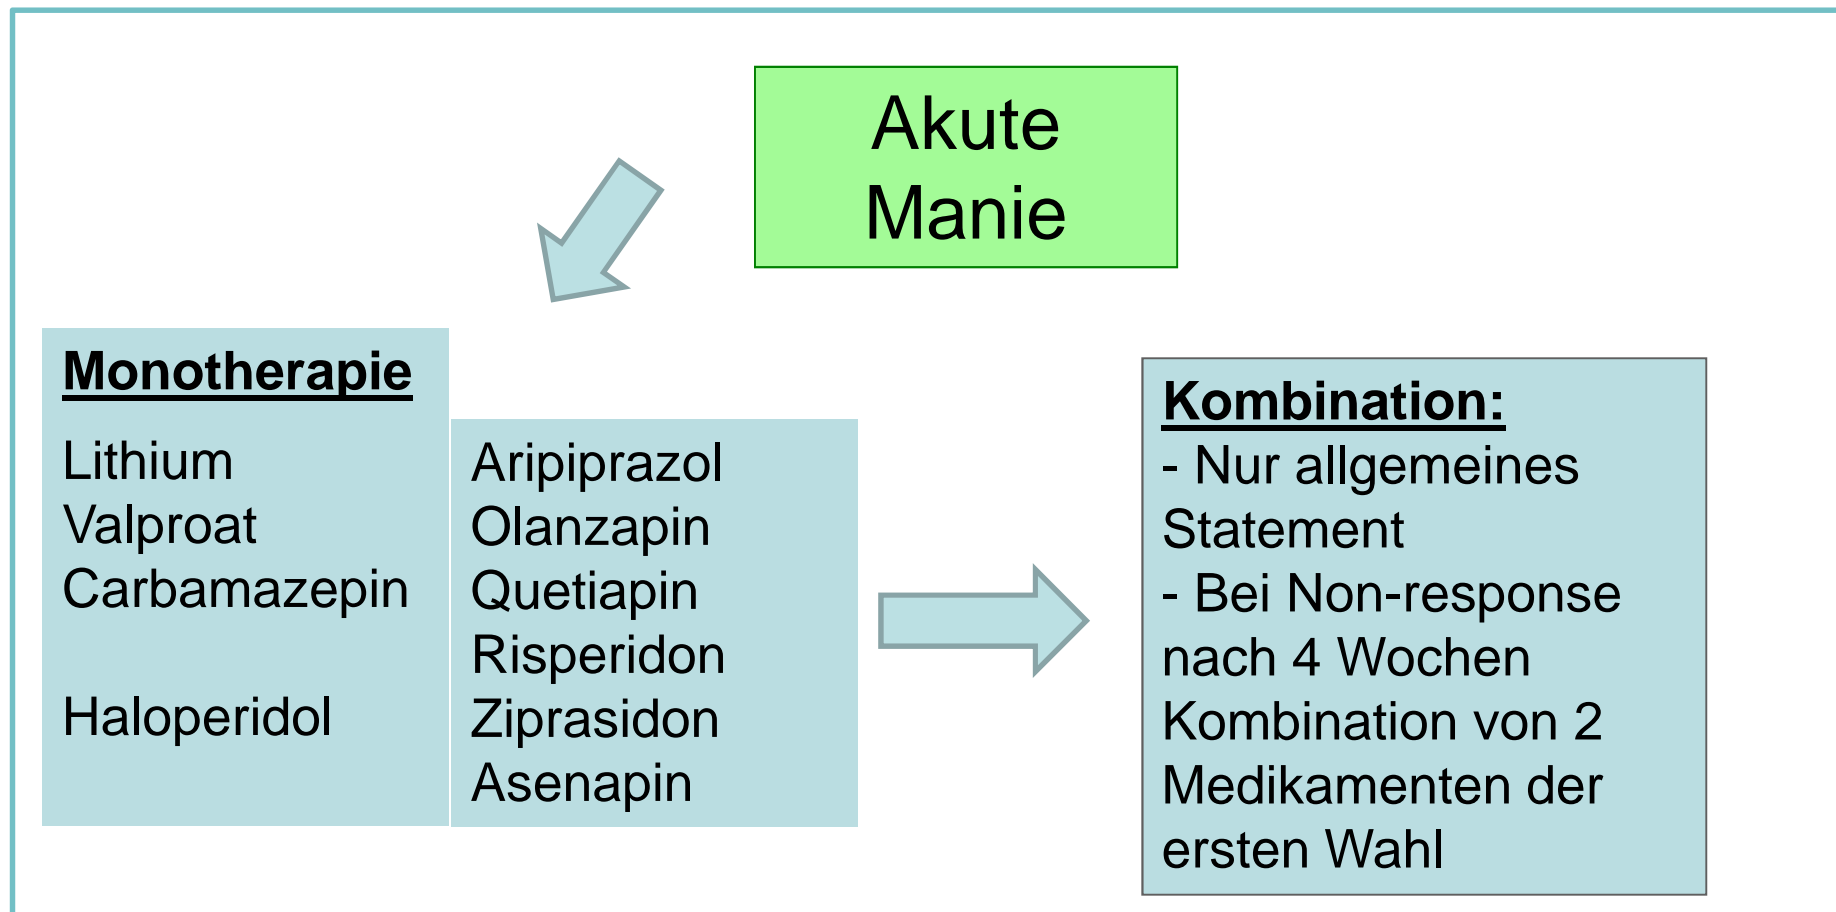 Akute
Manie
Monotherapie
Lithium
Valproat
Carbamazepin
Haloperidol
Aripiprazol
Olanzapin
Quetiapin
Risperidon
Ziprasidon
Asenapin
Kombination:
- Nur allgemeines
Statement
- Bei Non-response
nach 4 Wochen
Kombination von 2
Medikamenten der
ersten Wahl